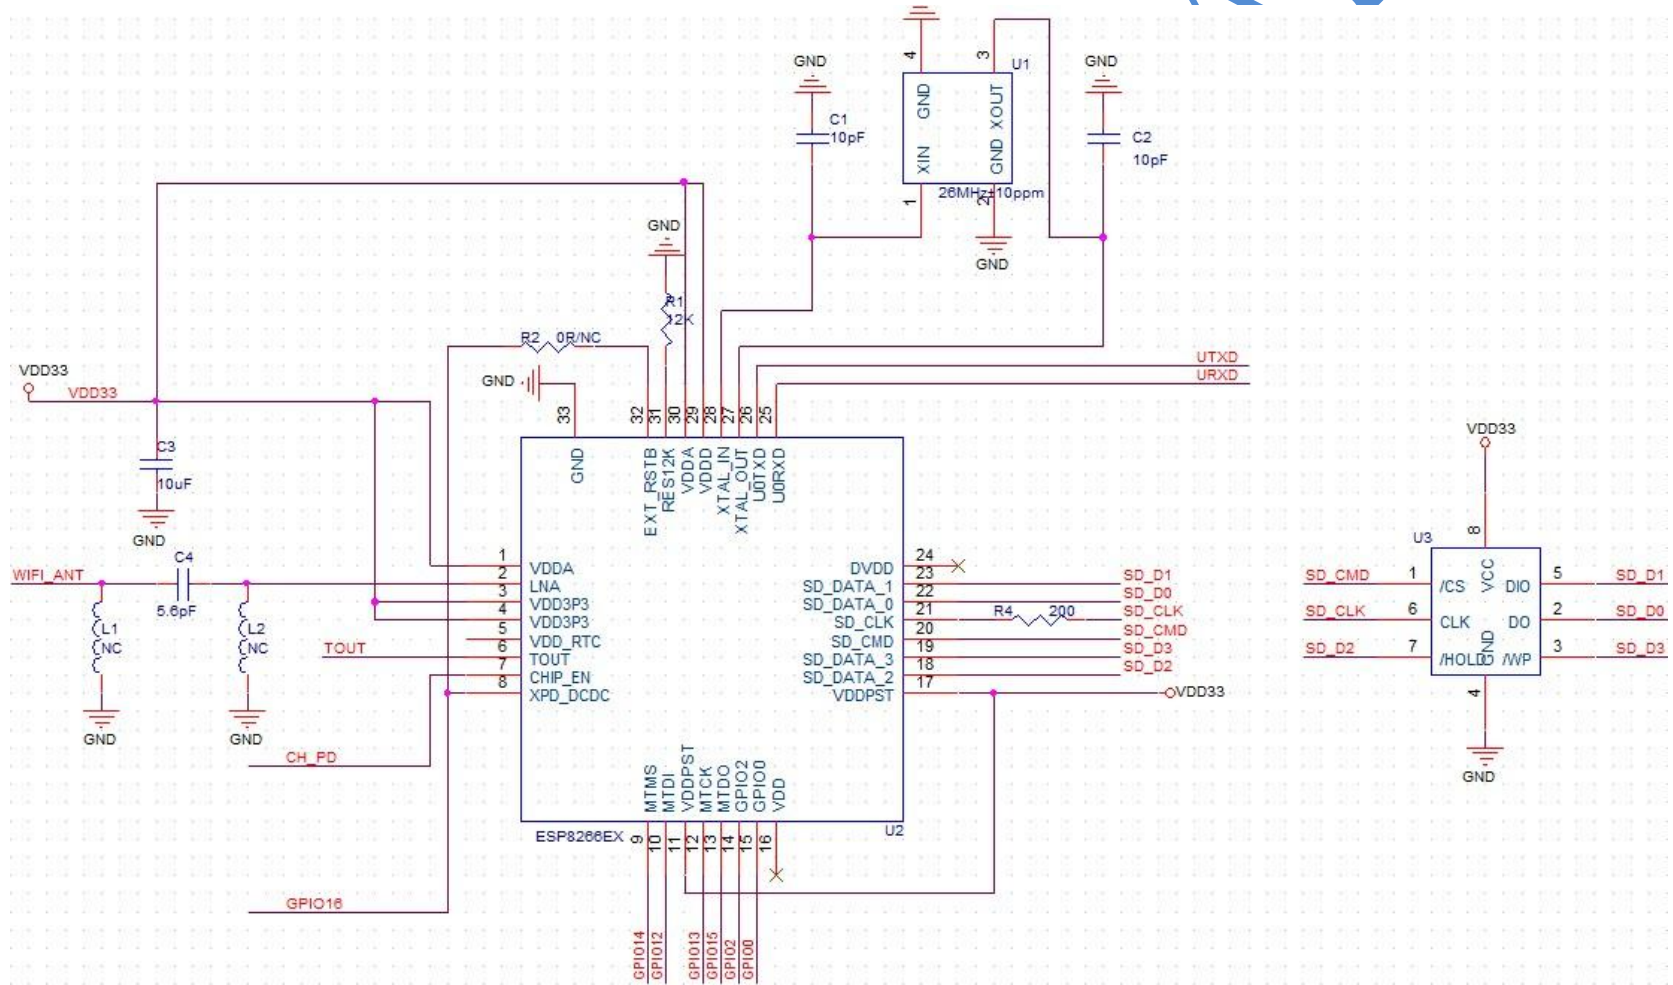 4
3
U1
GND
GND
GND XOUT
XIN
GND XOUT
C1
10pF
C2
10pF
26MHz±10ppm
1
2
GND
GND
R1
12K
R2 0R/NC
UTXD
URXD
VDD33
VDD33
GND
33
32
31
30
29
28
27
26
25
C3
10uF
GND
GND
EXT_RSTB
RES12K
VDDA
VDDD
XTAL_IN
XTAL_OUT
U0TXD
U0RXD
VDD33
8
U3
WIFI_ANT
C4
5.6pF
L1
NC
L2
NC
GND
GND
TOUT
CH_PD
GPIO16
1 VDDA
2 LNA
3 VDD3P3
4 VDD3P3
5 VDD_RTC
6 TOUT
7 CHIP_EN
8 XPD_DCDC
DVDD 24
SD_DATA_1 23 SD_D1
SD_DATA_0 22 SD_D0
SD_CLK 21 R4 200 SD_CLK
SD_CMD 20 SD_CMD
SD_DATA_3 19 SD_D3
SD_DATA_2 18 SD_D2
VDDPST 17 VDD33
SD_CMD 1 /CS VCC DIO 5 SD_D1
SD_CLK 6 CLK DO 2 SD_D0
SD_D2 7 /HOLD GND /WP 3 SD_D3
4
GND
MTMS
MTDI
VDDPST
MTCK
MTDO
GPIO2
GPIO0
VDD
ESP8266EX
U2
9
10
11
12
13
14
15
16
GPIO14
GPIO12
GPIO13
GPIO15
GPIO2
GPIO0